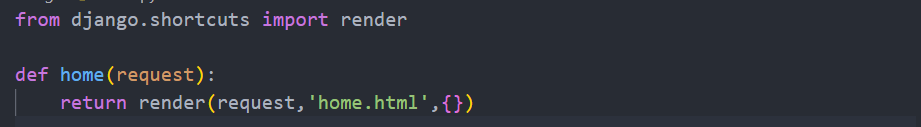 from django.shortcuts import render
def home(request):
    return render(request,'home.html',{})